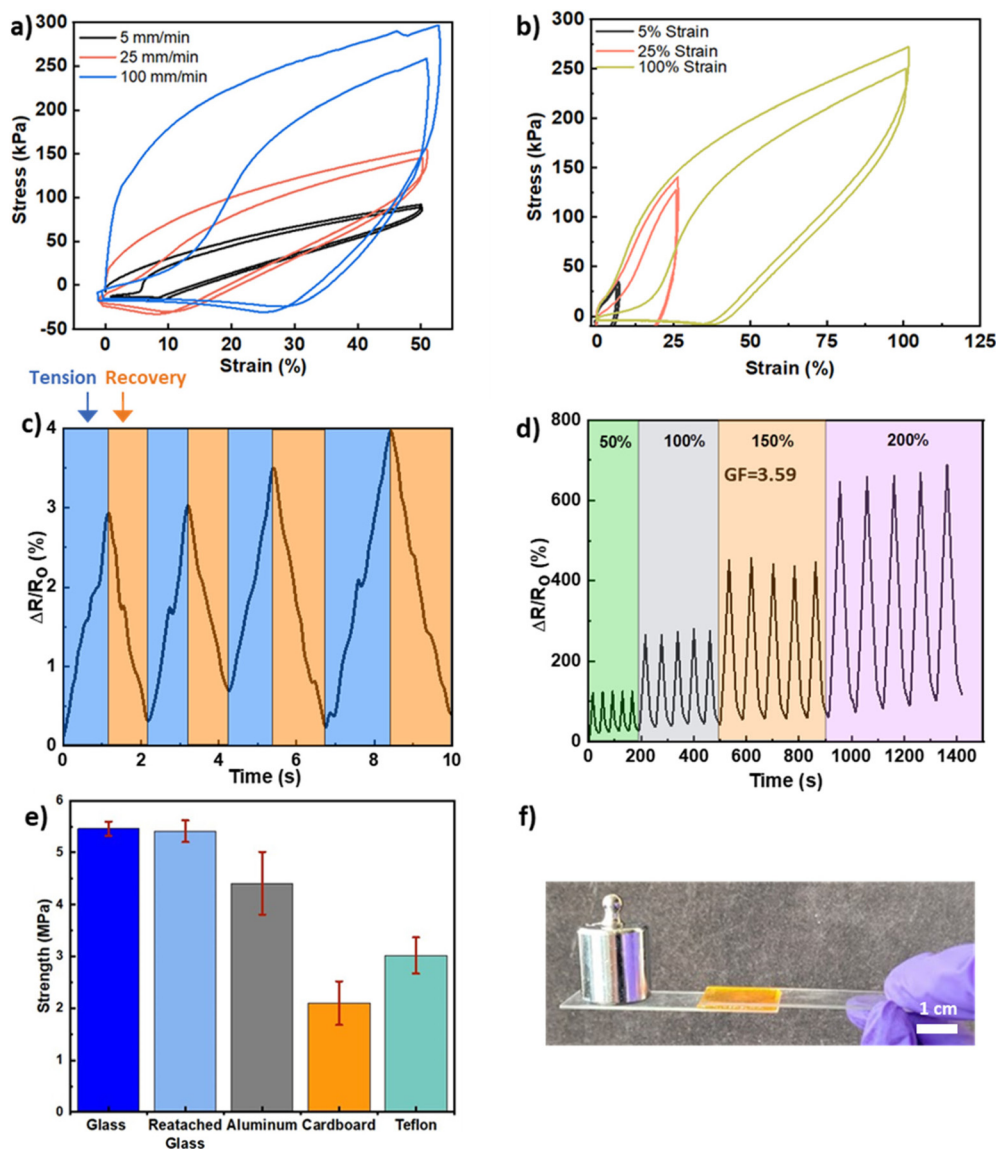 a)
5 mm/min
25 mm/min
100 mm/min
300
250
200
150
100
50
0
-50
Stress (kPa)
0 10 20 30 40 50
Strain (%)
b)
5% Strain
25% Strain
100% Strain
300
250
200
150
100
50
0
Stress (kPa)
0 25 50 75 100 125
Strain (%)
Tension Recovery
c)
4
3
2
1
0
ΔR/R₀ (%)
0 2 4 6 8 10
Time (s)
d)
50% 100% 150% 200%
GF=3.59
800
600
400
200
0
ΔR/R₀ (%)
0 200 400 600 800 1000 1200 1400
Time (s)
e)
6
5
4
3
2
1
0
Strength (MPa)
Glass Reatached Aluminum Cardboard Teflon
Glass
f)
1 cm